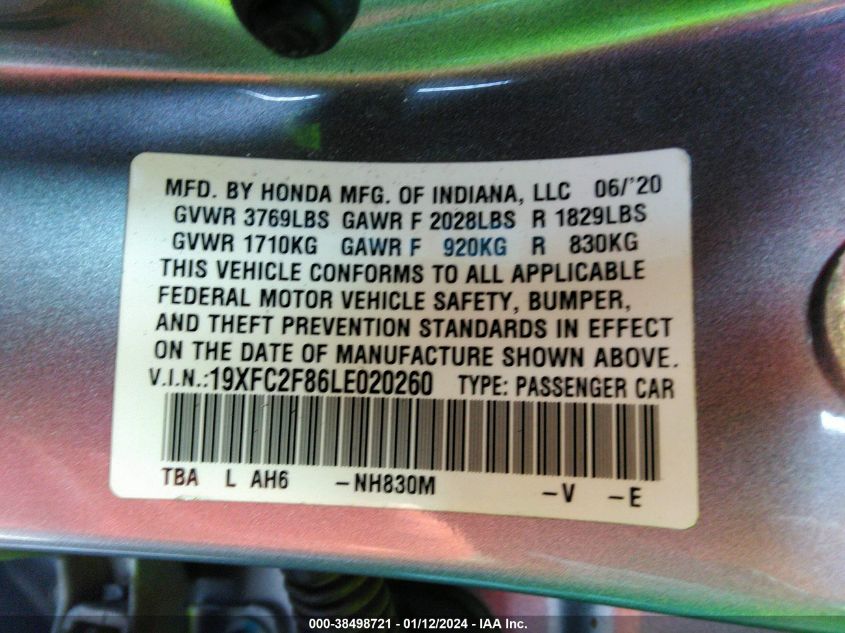 MFD. BY HONDA MFG. OF INDIANA, LLC 06/'20
GVWR 3769LBS GAWR F 2028LBS R 1829LBS
GVWR 1710KG GAWR F 920KG R 830KG
THIS VEHICLE CONFORMS TO ALL APPLICABLE
FEDERAL MOTOR VEHICLE SAFETY, BUMPER,
AND THEFT PREVENTION STANDARDS IN EFFECT
ON THE DATE OF MANUFACTURE SHOWN ABOVE.
V.I.N.:19XFC2F86LE020260 TYPE: PASSENGER CAR
TBA L AH6 -NH830M -V -E
000-38498721 - 01/12/2024 - IAA Inc.